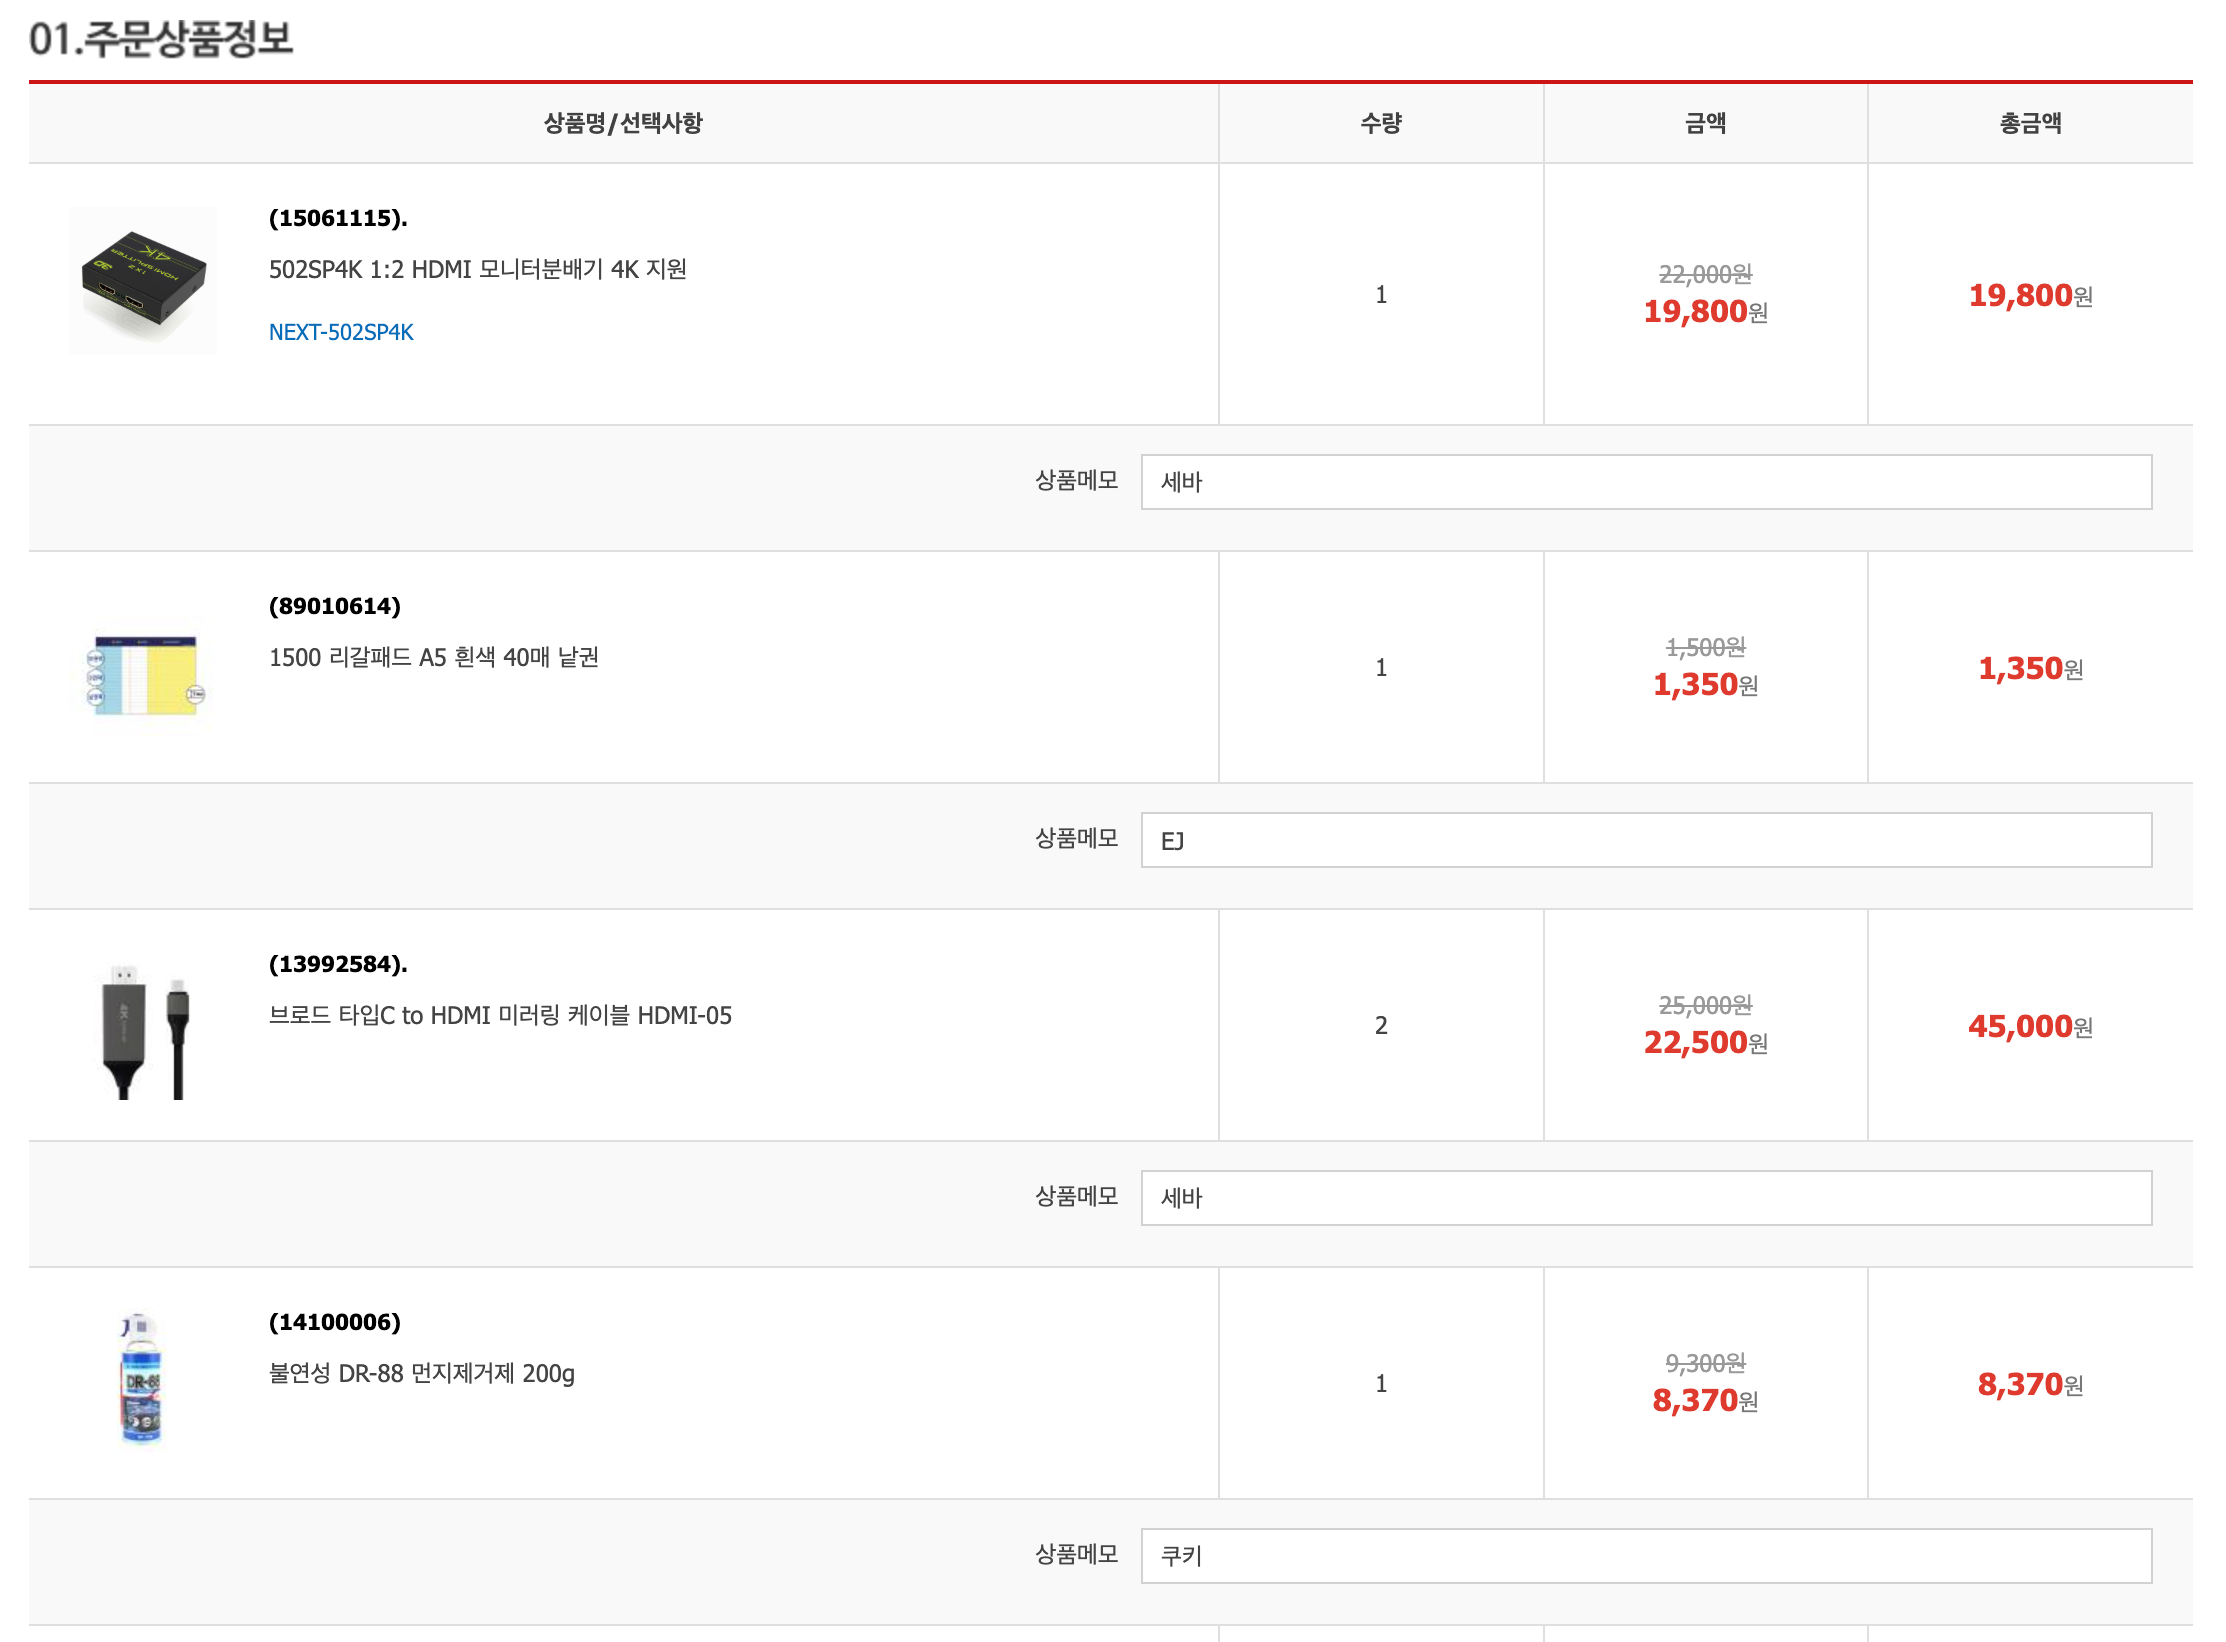 01.주문상품정보
상품명/선택사항 수량 금액 총금액
(15061115).
502SP4K 1:2 HDMI 모니터분배기 4K 지원
NEXT-502SP4K
1
22,000원
19,800원
19,800원
4K
HDMI SPLITTER
1 X 2
상품메모 세바
(89010614)
1500 리갈패드 A5 흰색 40매 낱권
1
1,500원
1,350원
1,350원
상품메모 EJ
(13992584).
브로드 타입C to HDMI 미러링 케이블 HDMI-05
2
25,000원
22,500원
45,000원
4K
상품메모 세바
(14100006)
불연성 DR-88 먼지제거제 200g
1
9,300원
8,370원
8,370원
DR-88
상품메모 쿠키